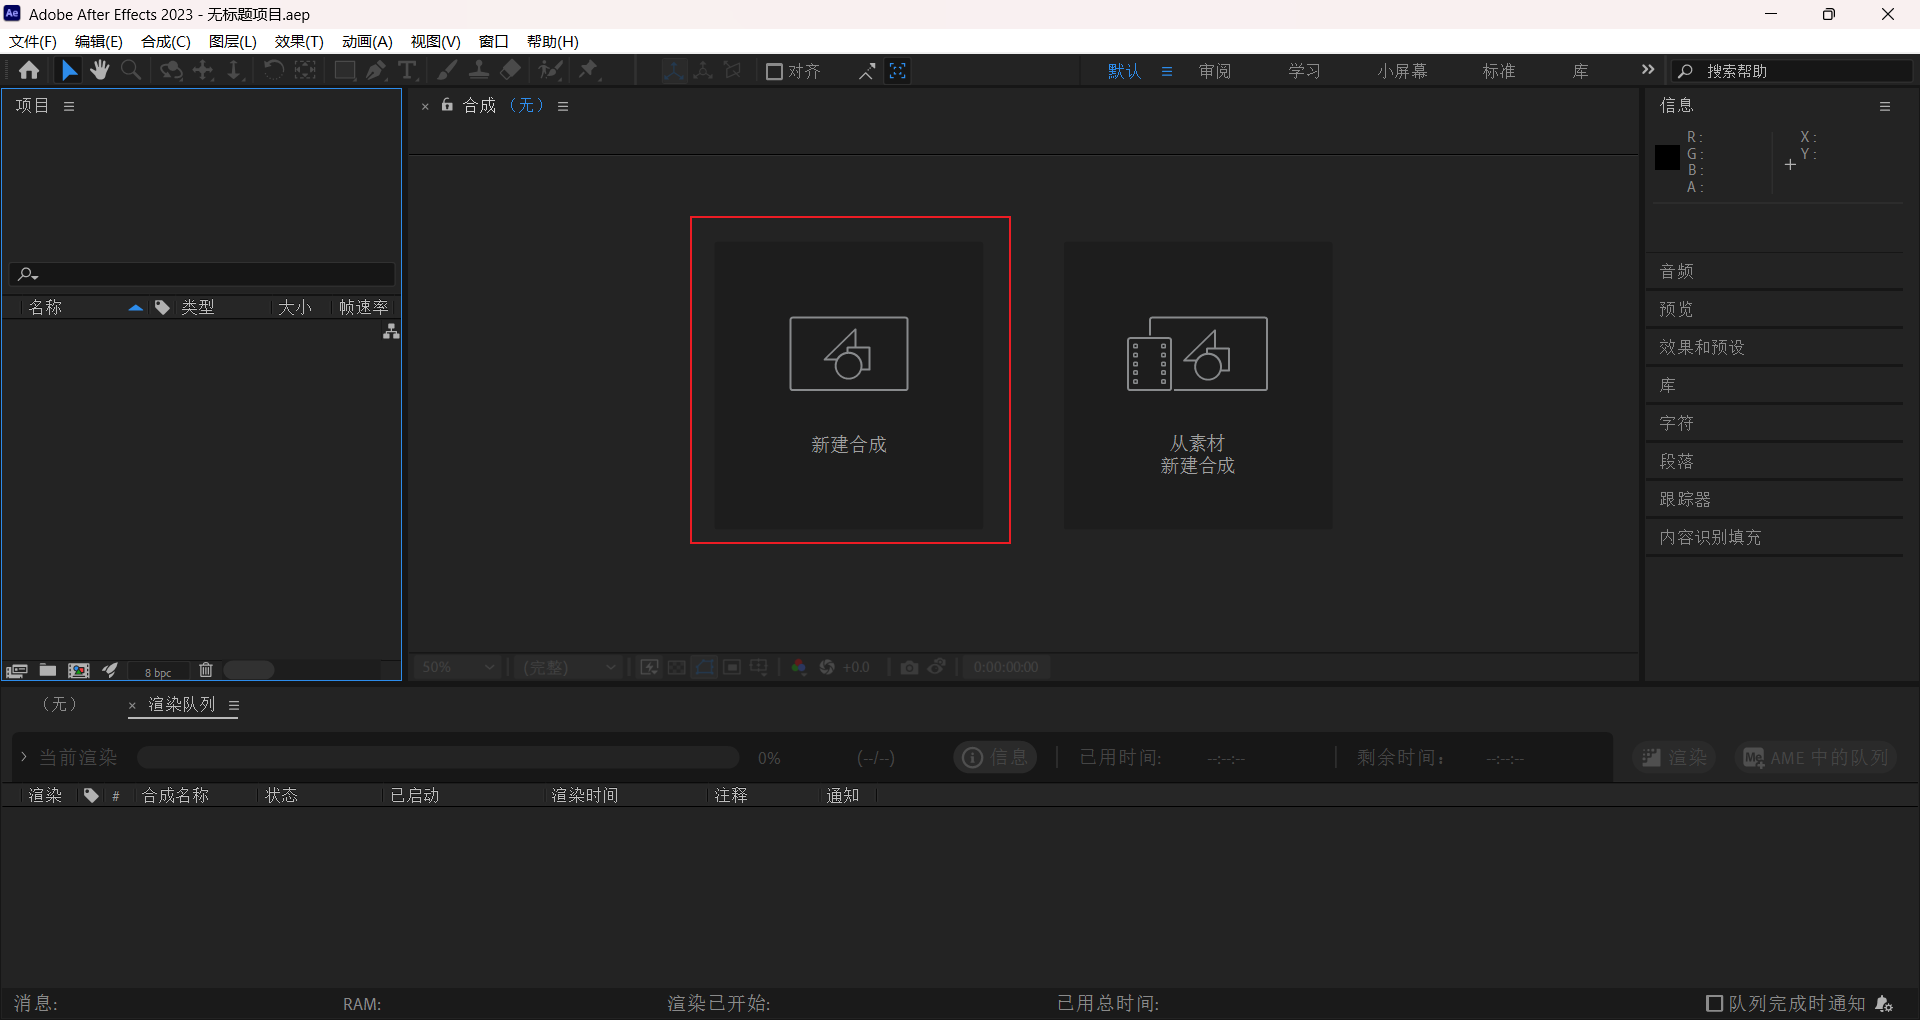 Ae Adobe After Effects 2023 - 无标题项目.aep
文件(F) 编辑(E) 合成(C) 图层(L) 效果(T) 动画(A) 视图(V) 窗口 帮助(H)
对齐 默认 审阅 学习 小屏幕 标准 库 搜索帮助
项目
× 合成 （无）
信息
R:
G:
B:
A:
X:
Y:
名称 类型 大小 帧速率
新建合成
从素材
新建合成
音频
预览
效果和预设
库
字符
段落
跟踪器
内容识别填充
8 bpc
50% (完整) +0.0 0:00:00:00
（无） × 渲染队列
当前渲染 0% (--/--) 信息 已用时间: --:--:-- 剩余时间: --:--:-- 渲染 Me AME 中的队列
渲染 # 合成名称 状态 已启动 渲染时间 注释 通知
消息: RAM: 渲染已开始: 已用总时间: 队列完成时通知